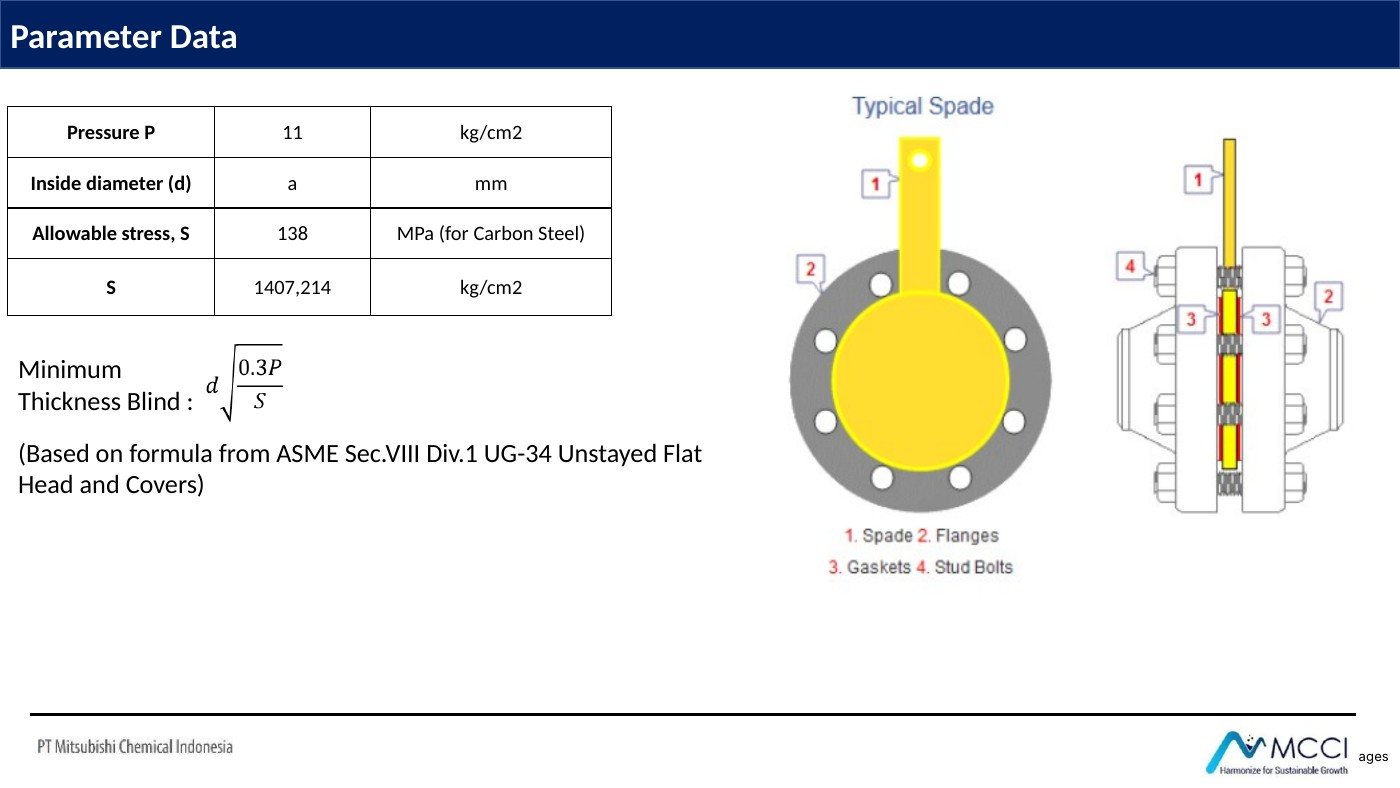 Parameter Data
Pressure P 11 kg/cm2
Inside diameter (d) a mm
Allowable stress, S 138 MPa (for Carbon Steel)
S 1407,214 kg/cm2
Minimum
Thickness Blind : d√(0.3P/S)
(Based on formula from ASME Sec.VIII Div.1 UG-34 Unstayed Flat
Head and Covers)
Typical Spade
1
2
1
4
2
3
3
1. Spade 2. Flanges
3. Gaskets 4. Stud Bolts
PT Mitsubishi Chemical Indonesia
MCCI
Harmonize for Sustainable Growth
ages